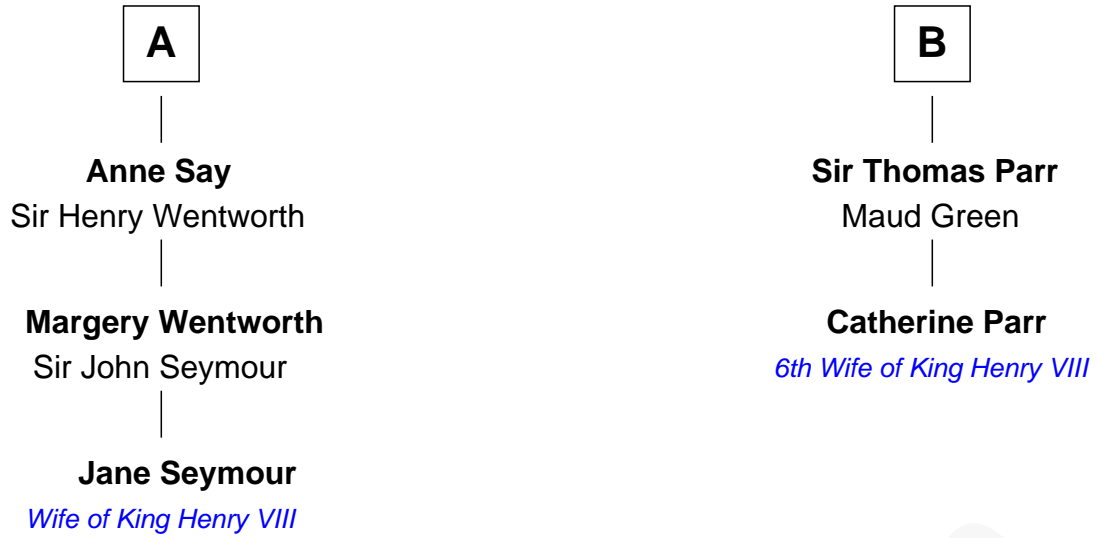 A
Anne Say
Sir Henry Wentworth
Margery Wentworth
Sir John Seymour
Jane Seymour
Wife of King Henry VIII
B
Sir Thomas Parr
Maud Green
Catherine Parr
6th Wife of King Henry VIII